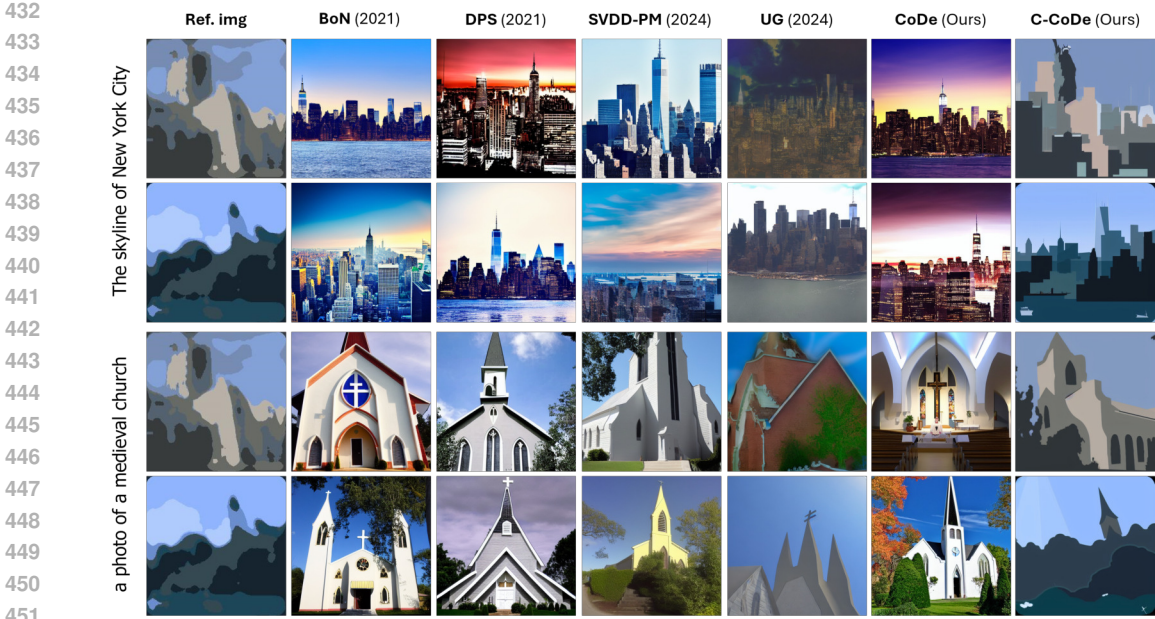 432
433
434
435
436
437
438
439
440
441
442
443
444
445
446
447
448
449
450
451
Ref. img
BoN (2021)
DPS (2021)
SVDD-PM (2024)
UG (2024)
CoDe (Ours)
C-CoDe (Ours)
The skyline of New York City
a photo of a medieval church